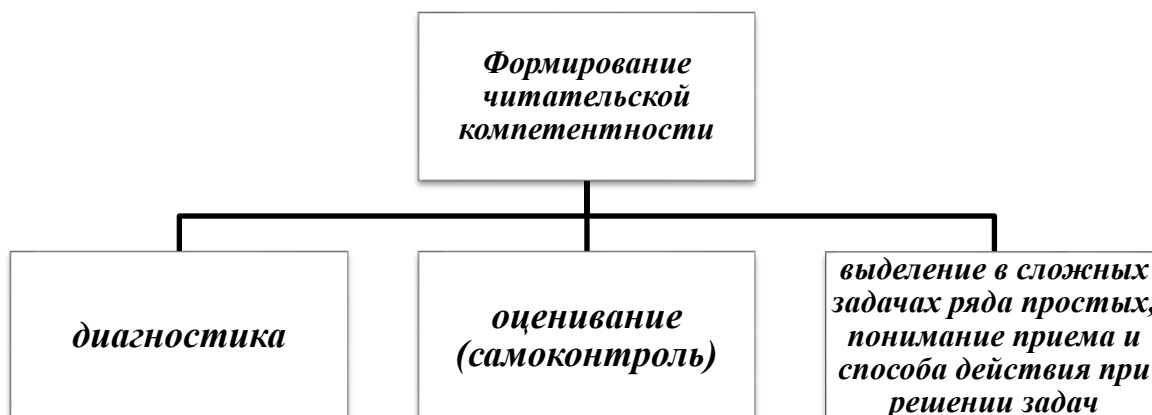 Формирование
читательской
компетентности
диагностика
оценивание
(самоконтроль)
выделение в сложных
задачах ряда простых,
понимание приема и
способа действия при
решении задач